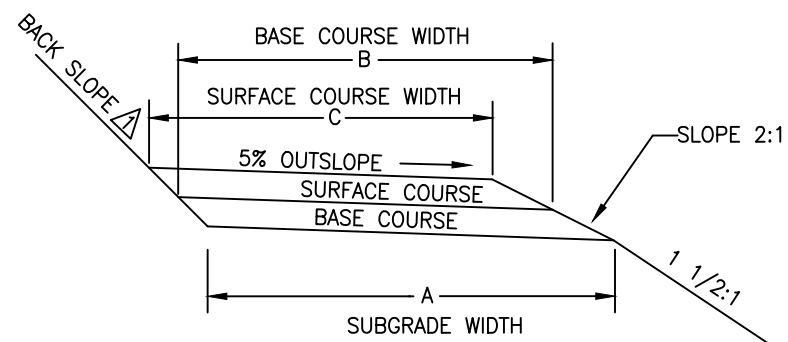 BACK SLOPE 1
BASE COURSE WIDTH
B
SURFACE COURSE WIDTH
C
SLOPE 2:1
5% OUTSLOPE
SURFACE COURSE
BASE COURSE
1 1/2:1
A
SUBGRADE WIDTH